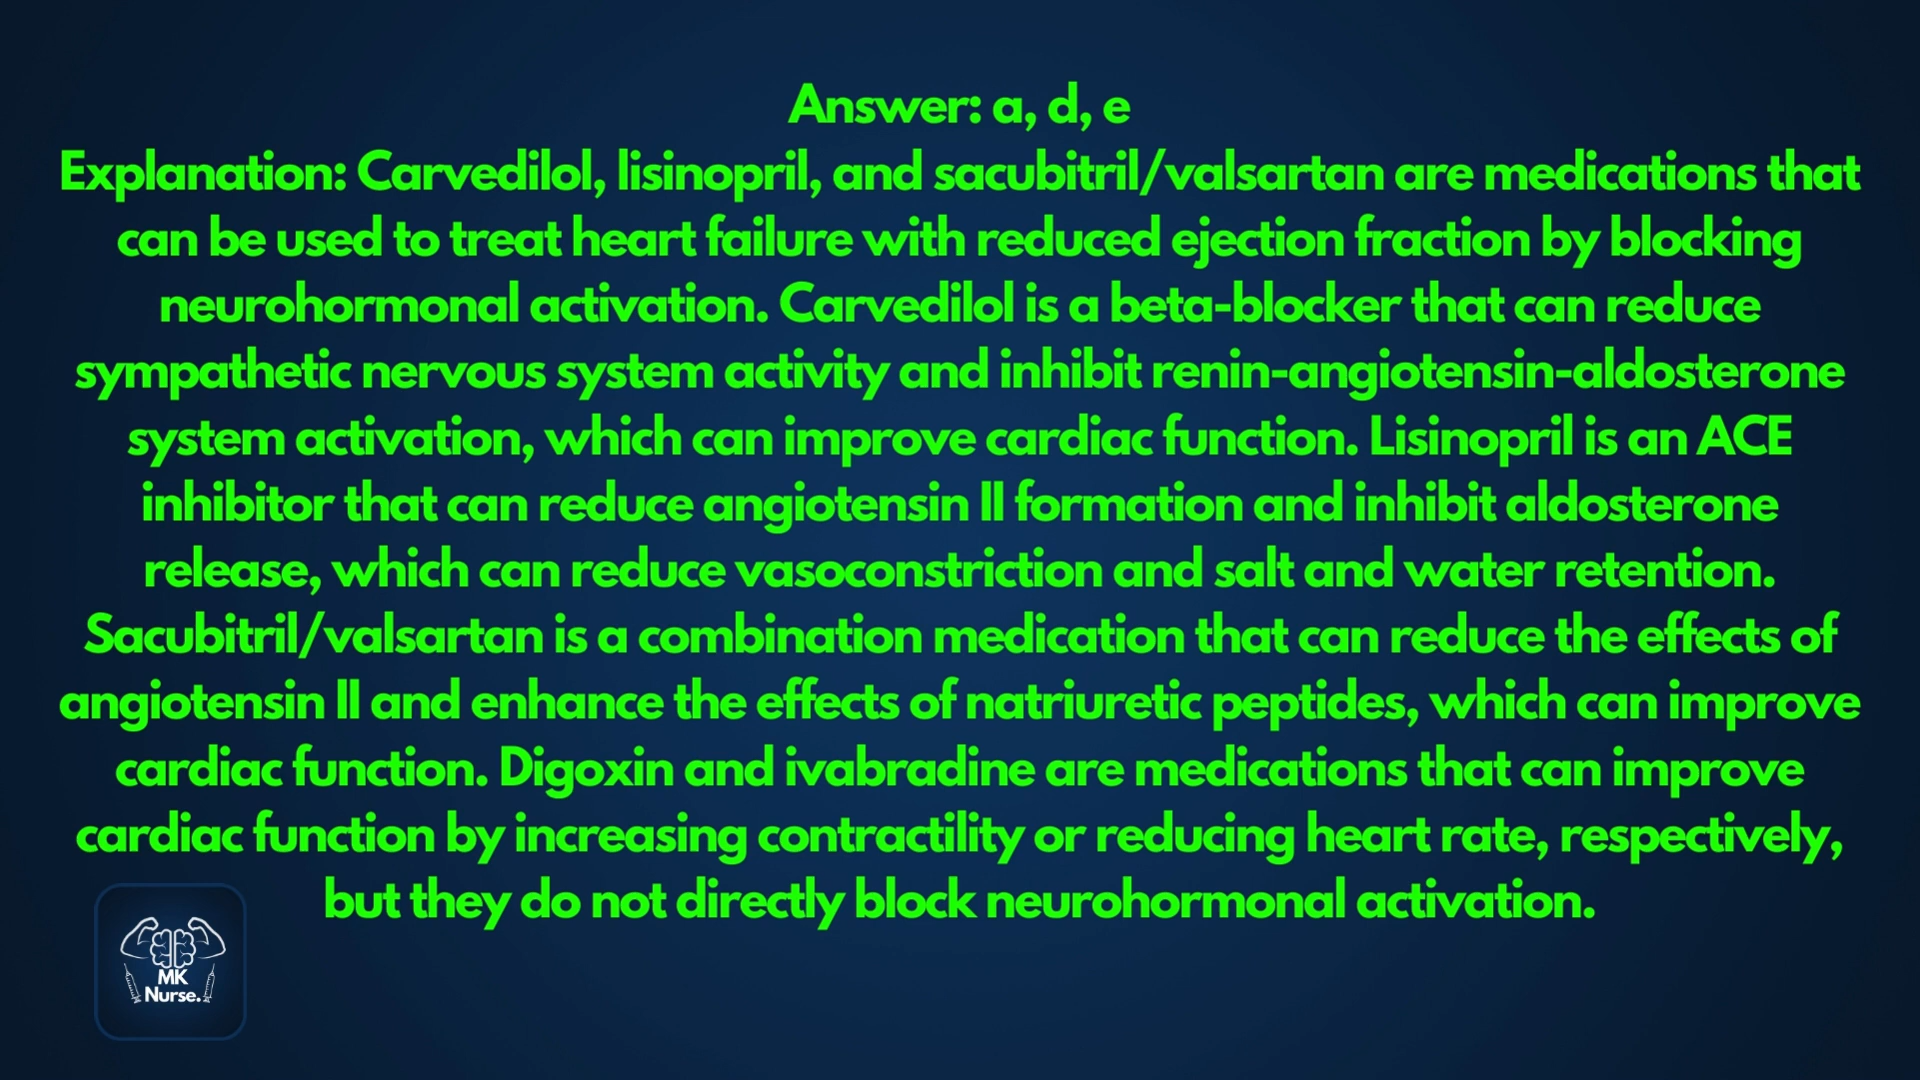 Answer: a, d, e
Explanation: Carvedilol, lisinopril, and sacubitril/valsartan are medications that
can be used to treat heart failure with reduced ejection fraction by blocking
neurohormonal activation. Carvedilol is a beta-blocker that can reduce
sympathetic nervous system activity and inhibit renin-angiotensin-aldosterone
system activation, which can improve cardiac function. Lisinopril is an ACE
inhibitor that can reduce angiotensin II formation and inhibit aldosterone
release, which can reduce vasoconstriction and salt and water retention.
Sacubitril/valsartan is a combination medication that can reduce the effects of
angiotensin II and enhance the effects of natriuretic peptides, which can improve
cardiac function. Digoxin and ivabradine are medications that can improve
cardiac function by increasing contractility or reducing heart rate, respectively,
but they do not directly block neurohormonal activation.
MK
Nurse.